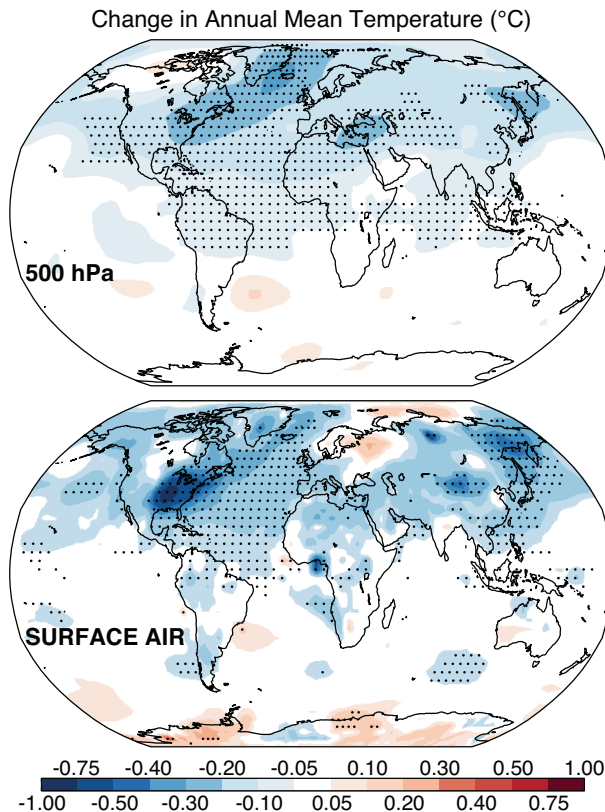 Change in Annual Mean Temperature (°C)
500 hPa
SURFACE AIR
-0.75 -0.40 -0.20 -0.05 0.10 0.30 0.50 1.00
-1.00 -0.50 -0.30 -0.10 0.05 0.20 0.40 0.75